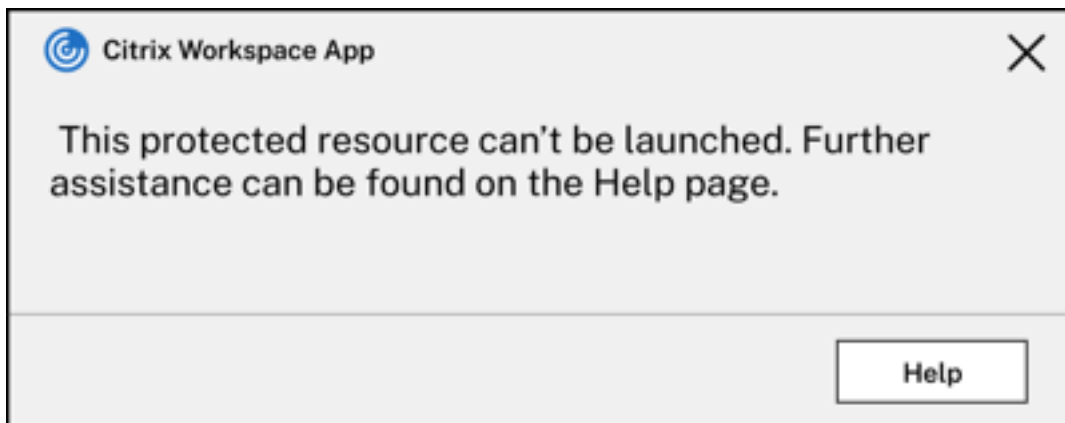 Citrix Workspace App
This protected resource can’t be launched. Further
assistance can be found on the Help page.
Help